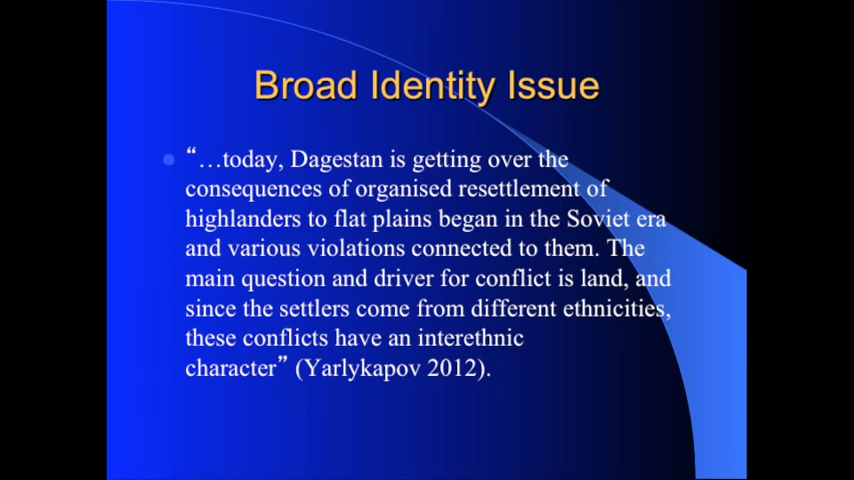 Broad Identity Issue
“…today, Dagestan is getting over the
consequences of organised resettlement of
highlanders to flat plains began in the Soviet era
and various violations connected to them. The
main question and driver for conflict is land, and
since the settlers come from different ethnicities,
these conflicts have an interethnic
character” (Yarlykapov 2012).